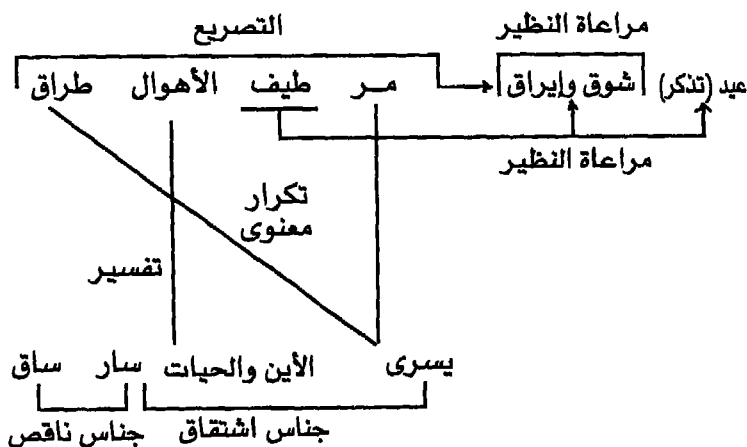 مراعاة النظير التصريع
عيد (تذكر) شوق وإيراق مـر طيف الأهوال طراق
مراعاة النظير
تكرار
معنوى
تفسير
يسرى الأين والحيات سار ساق
جناس اشتقاق جناس ناقص